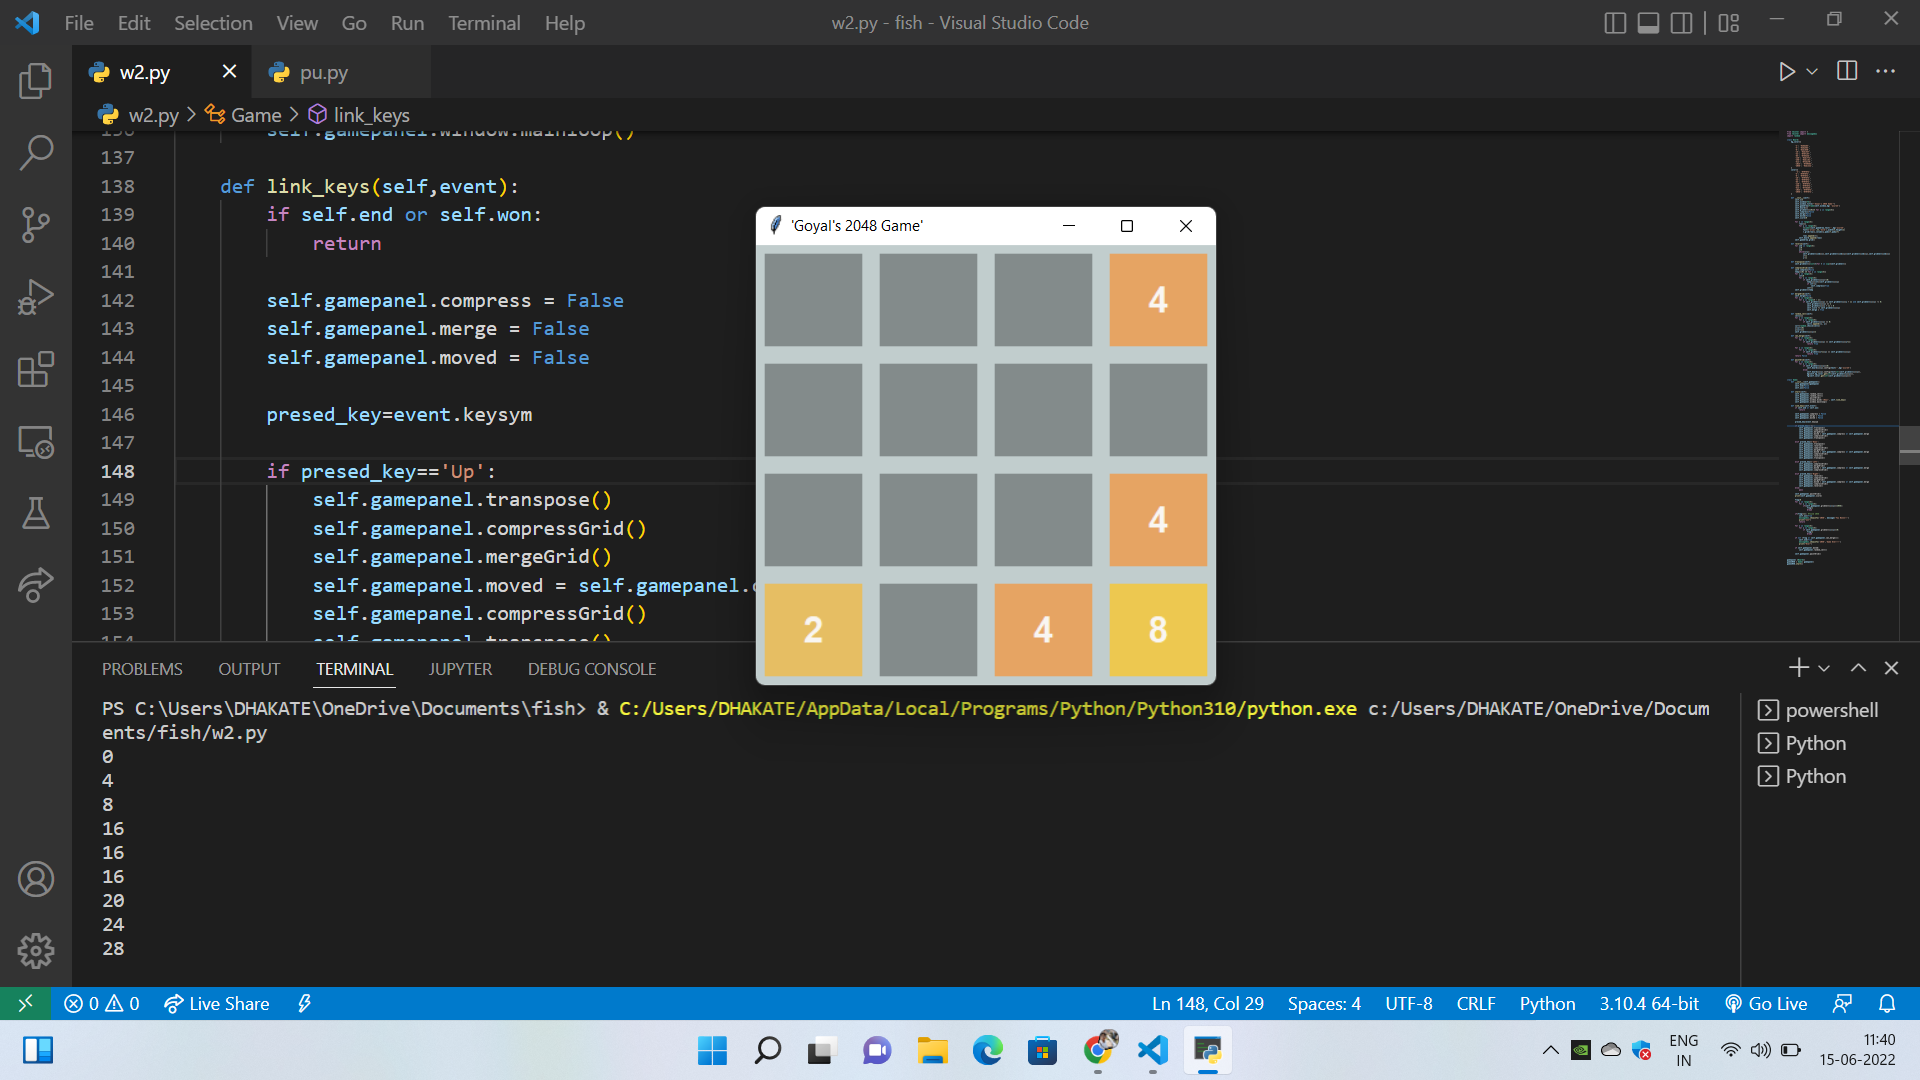 File Edit Selection View Go Run Terminal Help
w2.py - fish - Visual Studio Code
w2.py pu.py
w2.py > Game > link_keys
136 self.gamepanel.window.mainloop()
137
138 def link_keys(self,event):
139 if self.end or self.won:
140 return
141
142 self.gamepanel.compress = False
143 self.gamepanel.merge = False
144 self.gamepanel.moved = False
145
146 presed_key=event.keysym
147
148 if presed_key=='Up':
149 self.gamepanel.transpose()
150 self.gamepanel.compressGrid()
151 self.gamepanel.mergeGrid()
152 self.gamepanel.moved = self.gamepanel.
153 self.gamepanel.compressGrid()
154 self.gamepanel.transpose()
'Goyal's 2048 Game'
4
4
2 4 8
PROBLEMS OUTPUT TERMINAL JUPYTER DEBUG CONSOLE
PS C:\Users\DHAKATE\OneDrive\Documents\fish> & C:/Users/DHAKATE/AppData/Local/Programs/Python/Python310/python.exe c:/Users/DHAKATE/OneDrive/Docum
ents/fish/w2.py
0
4
8
16
16
16
20
24
28
powershell
Python
Python
0 0 Live Share Ln 148, Col 29 Spaces: 4 UTF-8 CRLF Python 3.10.4 64-bit Go Live
ENG
IN
11:40
15-06-2022